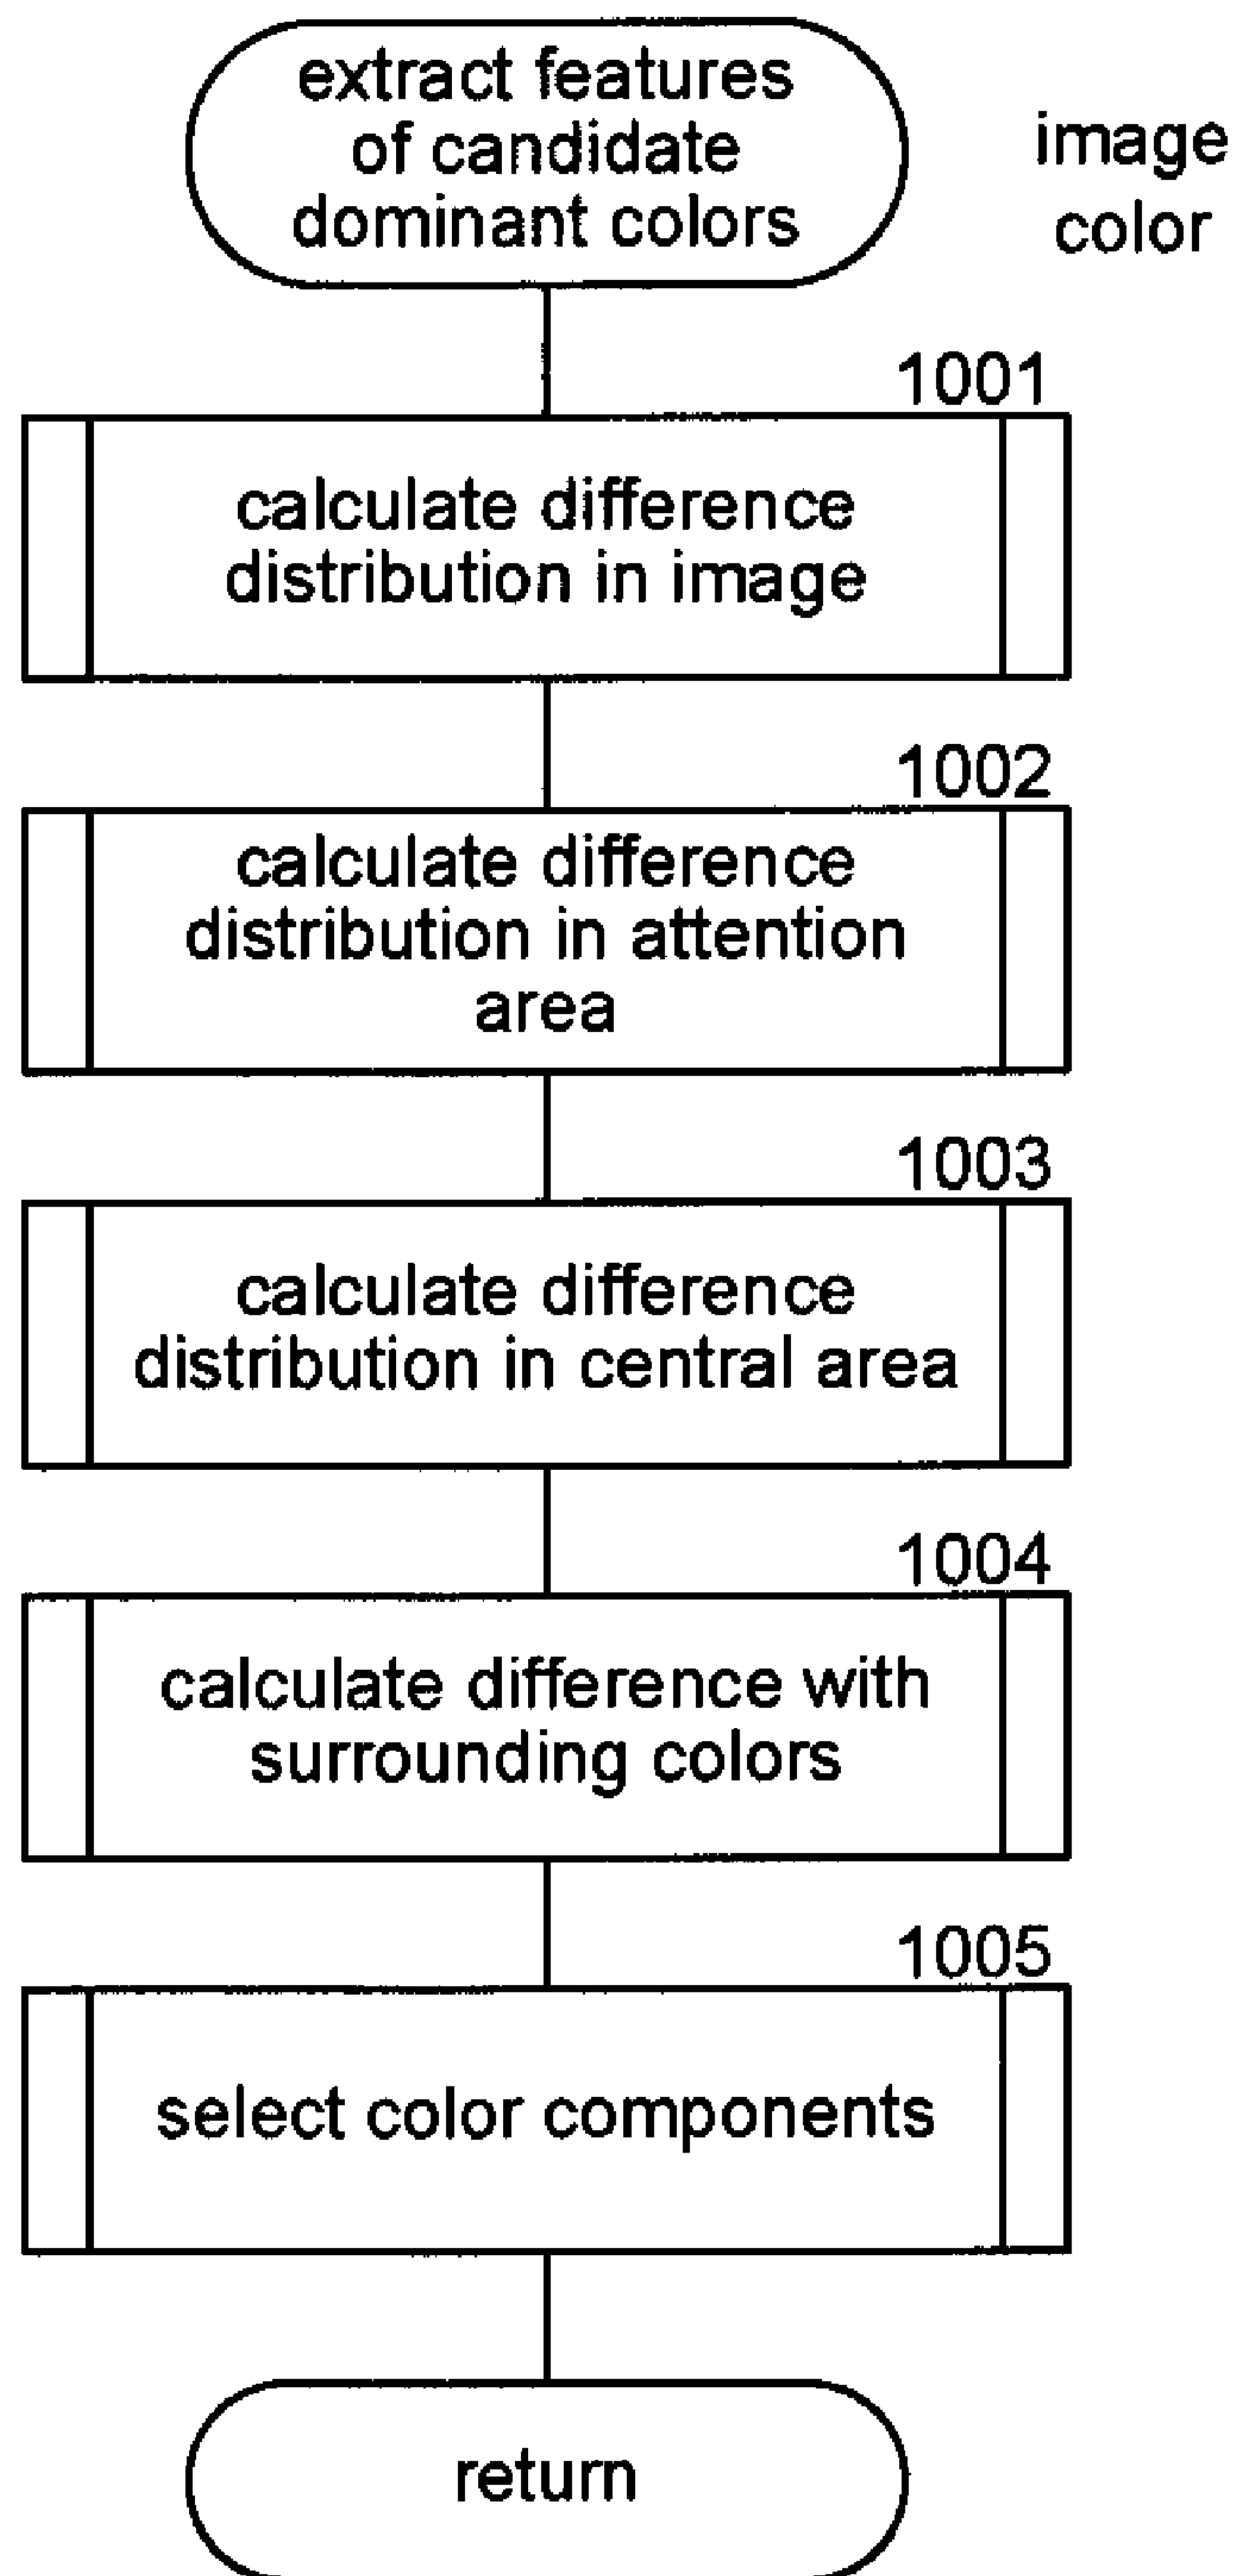 extract features
of candidate
dominant colors
image
color
1001
calculate difference
distribution in image
1002
calculate difference
distribution in attention
area
1003
calculate difference
distribution in central area
1004
calculate difference with
surrounding colors
1005
select color components
return